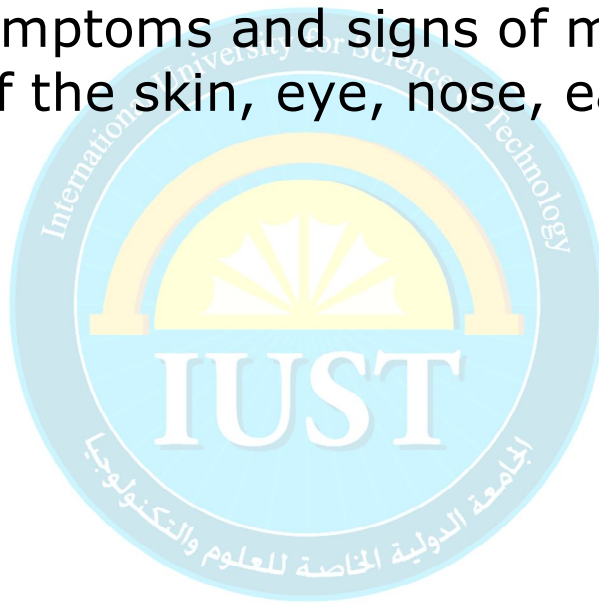 mptoms and signs of m
f the skin, eye, nose, ea
International University for Science & Technology
IUST
الجامعة الدولية الخاصة للعلوم والتكنولوجيا